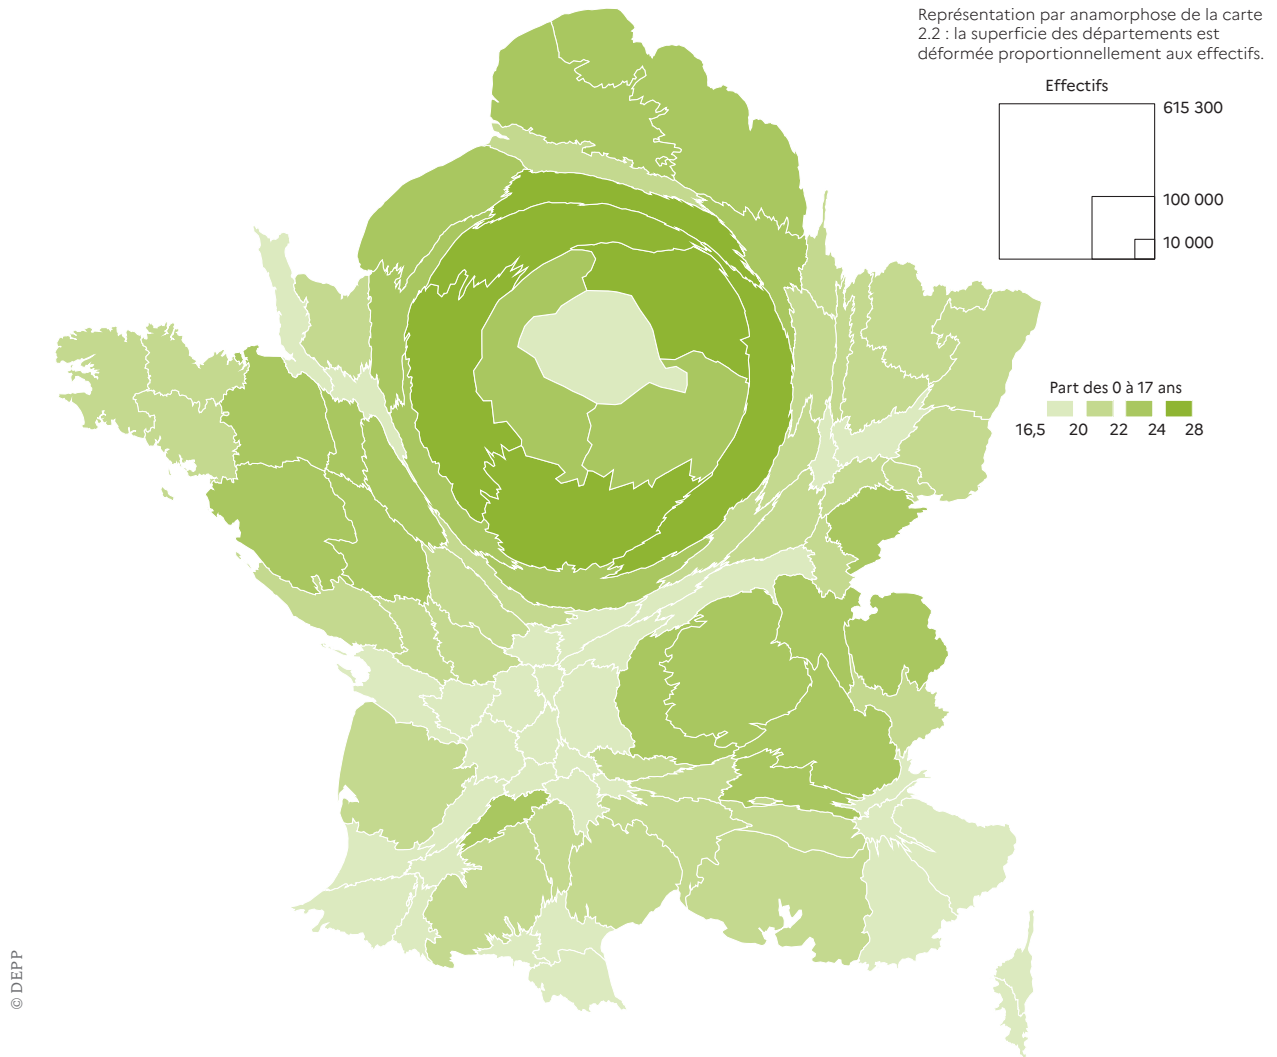 Représentation par anamorphose de la carte
2.2 : la superficie des départements est
déformée proportionnellement aux effectifs.
Effectifs
615 300
100 000
10 000
Part des 0 à 17 ans
16,5 20 22 24 28
© DEPP